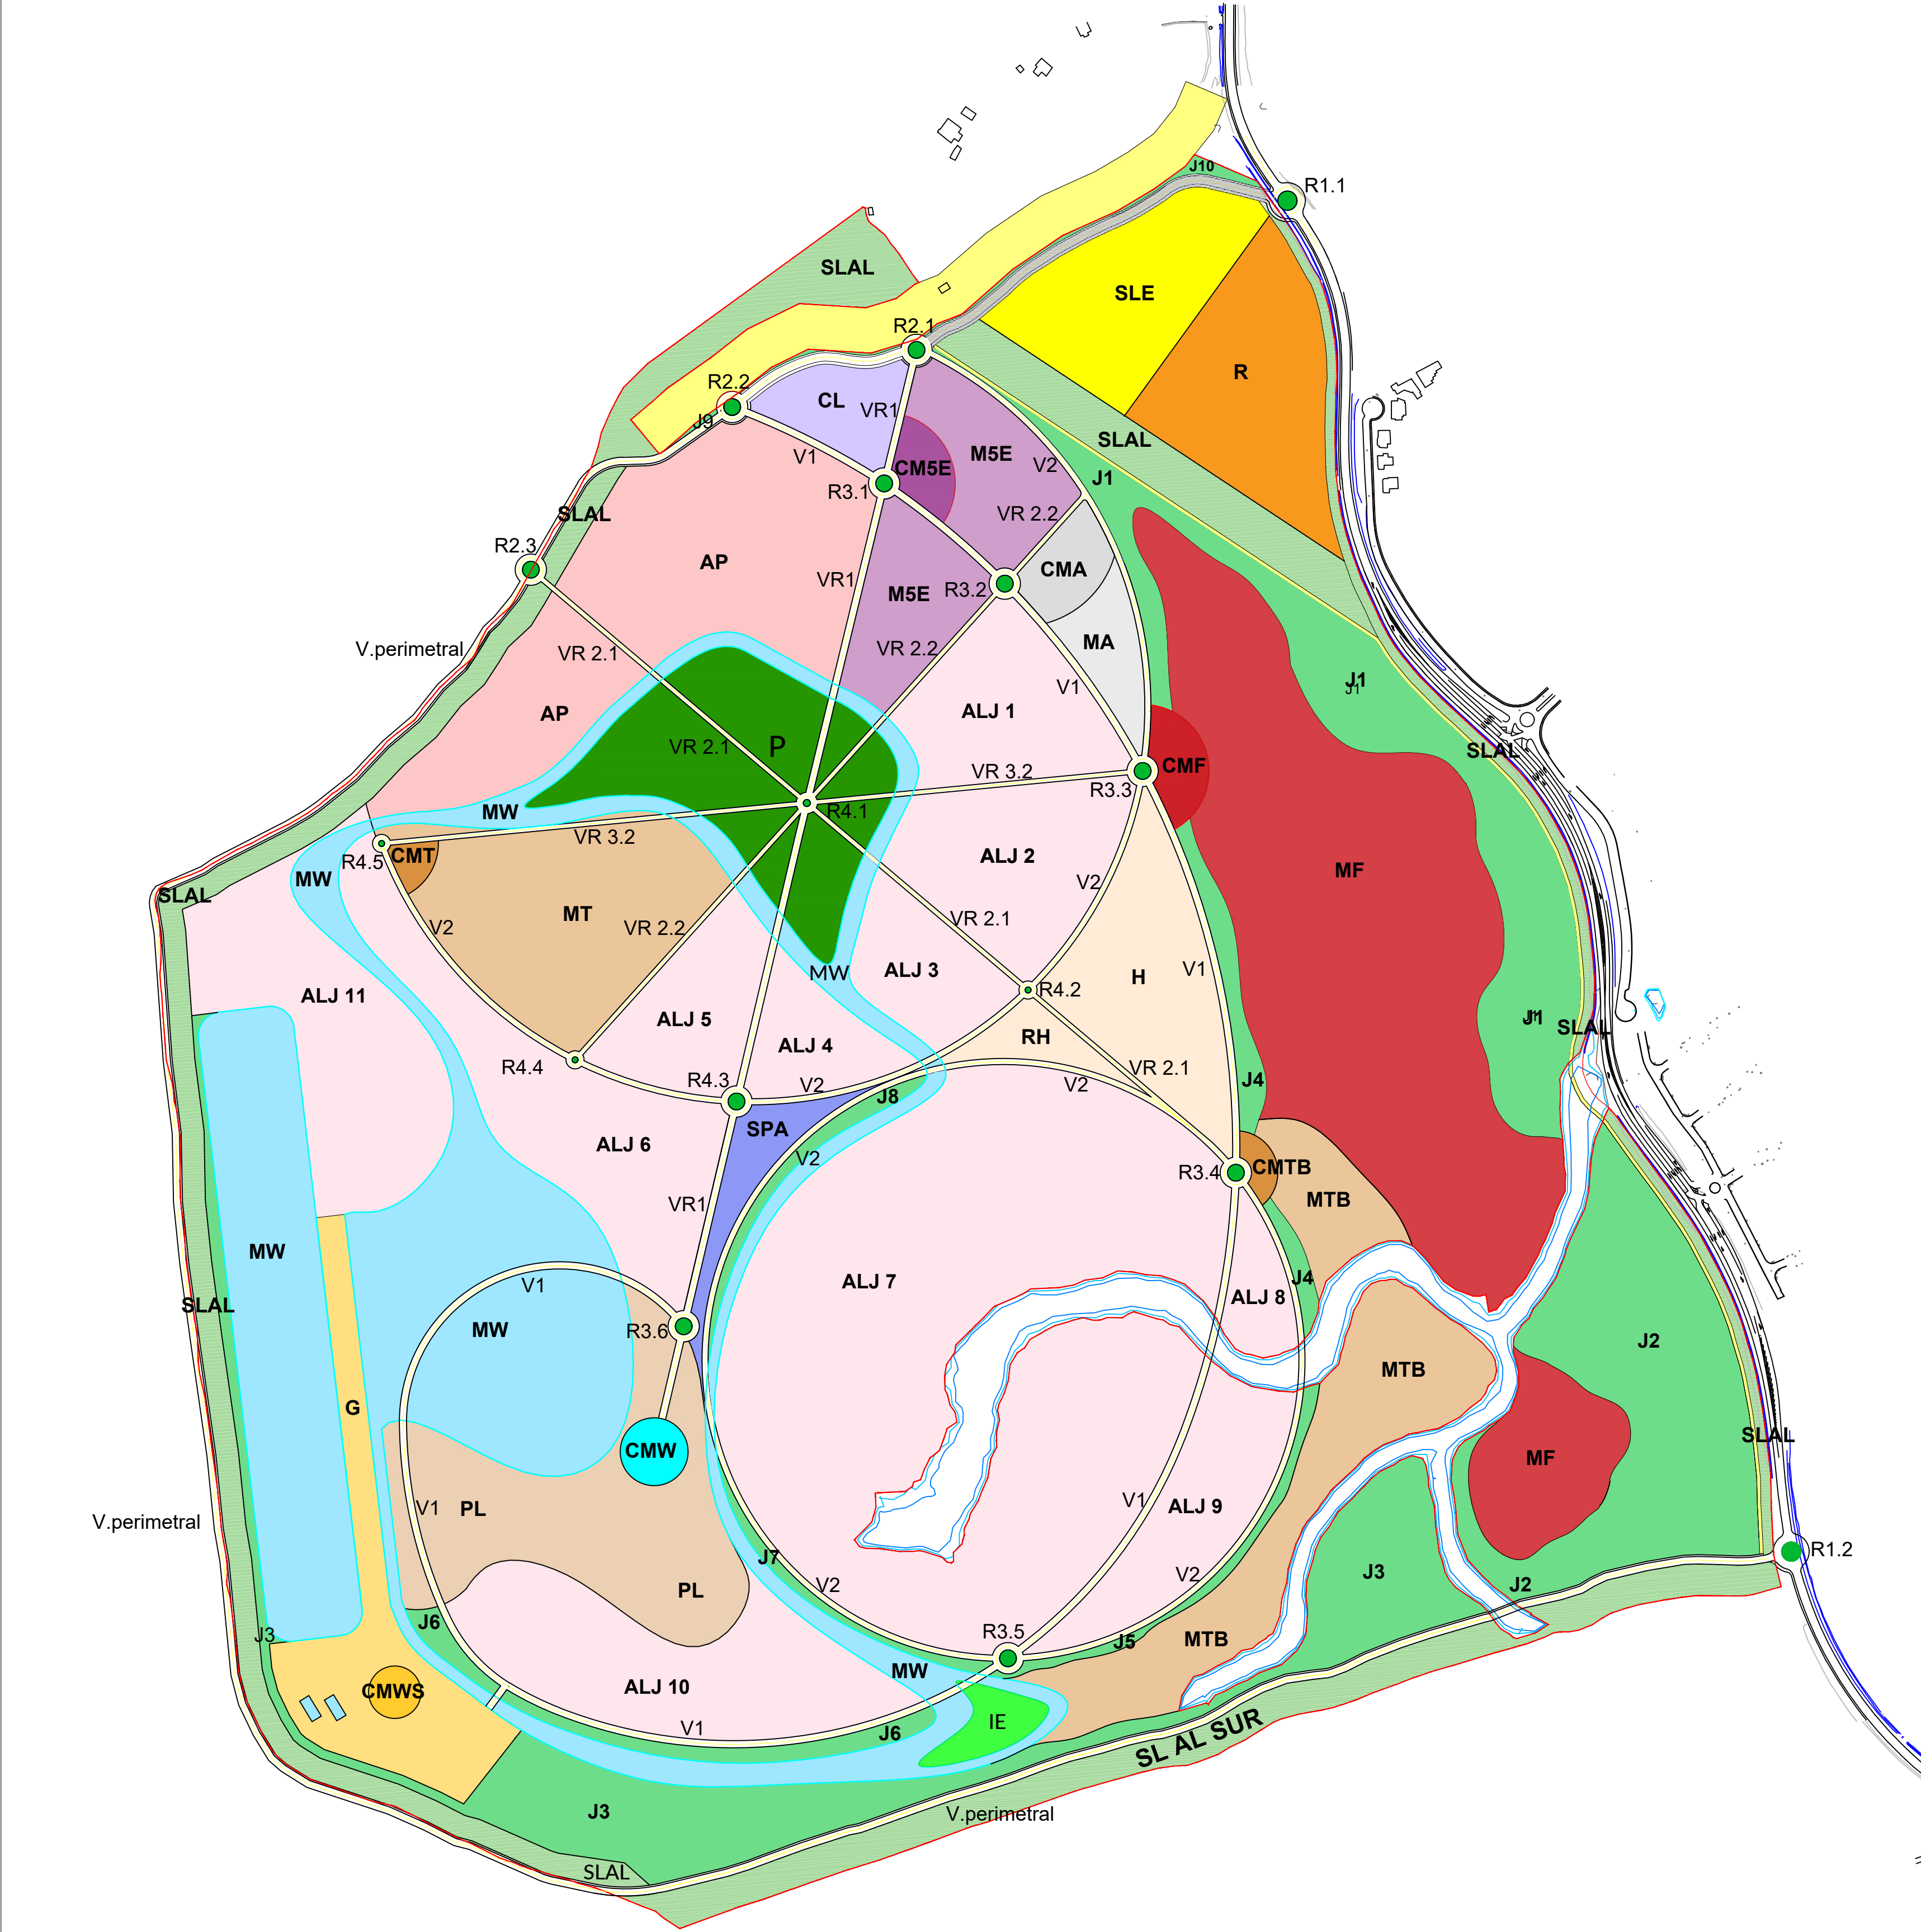 J10
R1.1
SLAL
SLE
R2.1
R
R2.2
CL
VR1
J9
SLAL
M5E
V1
CM5E
V2
J1
R3.1
SLAL
VR 2.2
R2.3
AP
CMA
VR1
M5E
R3.2
MA
V.perimetral
VR 2.1
VR 2.2
J1
J1
V1
AP
ALJ 1
VR 2.1
P
SLAL
CMF
VR 3.2
R3.3
MW
R4.1
VR 3.2
CMT
R4.5
ALJ 2
MF
MW
V2
SLAL
MT
VR 2.1
V2
VR 2.2
MW
ALJ 3
V1
H
R4.2
ALJ 11
ALJ 5
J1
SLAL
RH
ALJ 4
R4.4
VR 2.1
R4.3
V2
V2
J4
J8
SPA
ALJ 6
V2
R3.4
CMTB
MTB
VR1
MW
V1
ALJ 7
J4
ALJ 8
SLAL
MW
R3.6
J2
MTB
G
SLAL
CMW
MF
V1
PL
V1
ALJ 9
V.perimetral
R1.2
J7
J3
V2
V2
J2
PL
J6
J3
R3.5
J5
MTB
MW
ALJ 10
CMWS
V1
J6
IE
SL AL SUR
J3
V.perimetral
SLAL